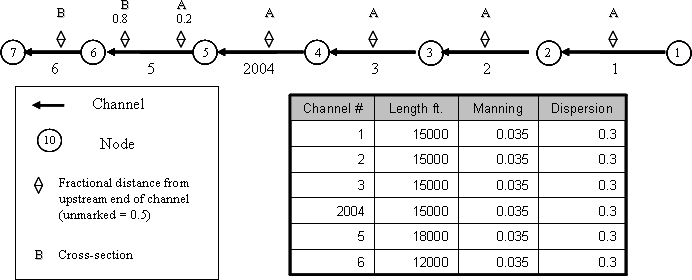 B B A A A A A
0.8 0.2
7 6 5 4 3 2 1
6 5 2004 3 2 1
Channel
10 Node
Fractional distance from
upstream end of channel
(unmarked = 0.5)
B Cross-section
Channel # Length ft. Manning Dispersion
1 15000 0.035 0.3
2 15000 0.035 0.3
3 15000 0.035 0.3
2004 15000 0.035 0.3
5 18000 0.035 0.3
6 12000 0.035 0.3